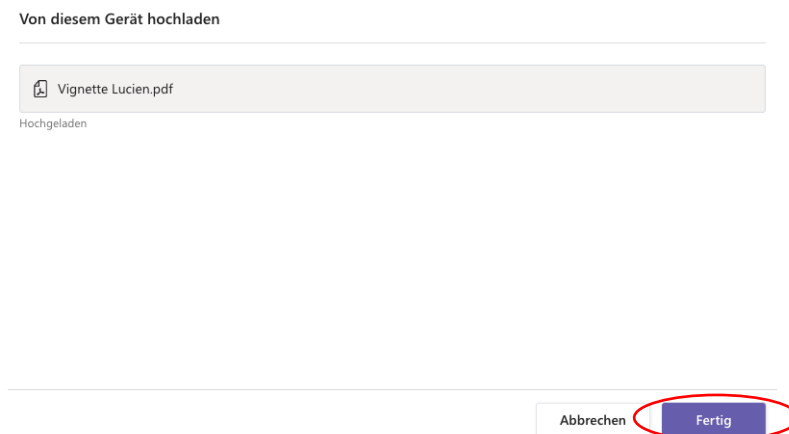 Von diesem Gerät hochladen
Vignette Lucien.pdf
Hochgeladen
Abbrechen
Fertig